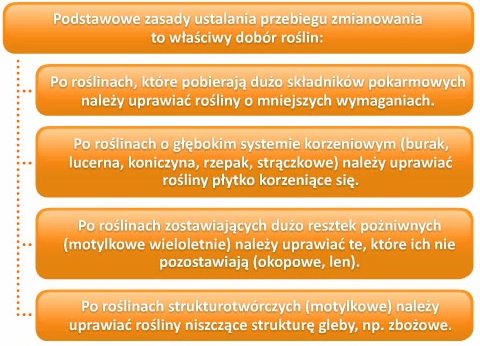 Podstawowe zasady ustalania przebiegu zmianowania
to właściwy dobór roślin:
Po roślinach, które pobierają dużo składników pokarmowych
należy uprawiać rośliny o mniejszych wymaganiach.
Po roślinach o głębokim systemie korzeniowym (burak,
lucerna, koniczyna, rzepak, strączkowe) należy uprawiać
rośliny płytko korzeniące się.
Po roślinach zostawiających dużo resztek pożniwnych
(motylkowe wieloletnie) należy uprawiać te, które ich nie
pozostawiają (okopowe, len).
Po roślinach strukturotwórczych (motylkowe) należy
uprawiać rośliny niszczące strukturę gleby, np. zbożowe.